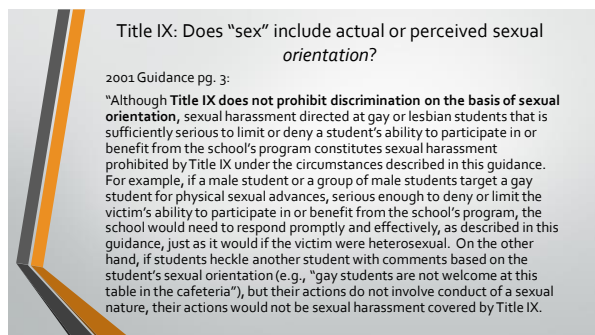 Title IX: Does “sex” include actual or perceived sexual
orientation?
2001 Guidance pg. 3:
“Although Title IX does not prohibit discrimination on the basis of sexual
orientation, sexual harassment directed at gay or lesbian students that is
sufficiently serious to limit or deny a student’s ability to participate in or
benefit from the school’s program constitutes sexual harassment
prohibited by Title IX under the circumstances described in this guidance.
For example, if a male student or a group of male students target a gay
student for physical sexual advances, serious enough to deny or limit the
victim’s ability to participate in or benefit from the school’s program, the
school would need to respond promptly and effectively, as described in this
guidance, just as it would if the victim were heterosexual. On the other
hand, if students heckle another student with comments based on the
student’s sexual orientation (e.g., “gay students are not welcome at this
table in the cafeteria”), but their actions do not involve conduct of a sexual
nature, their actions would not be sexual harassment covered by Title IX.